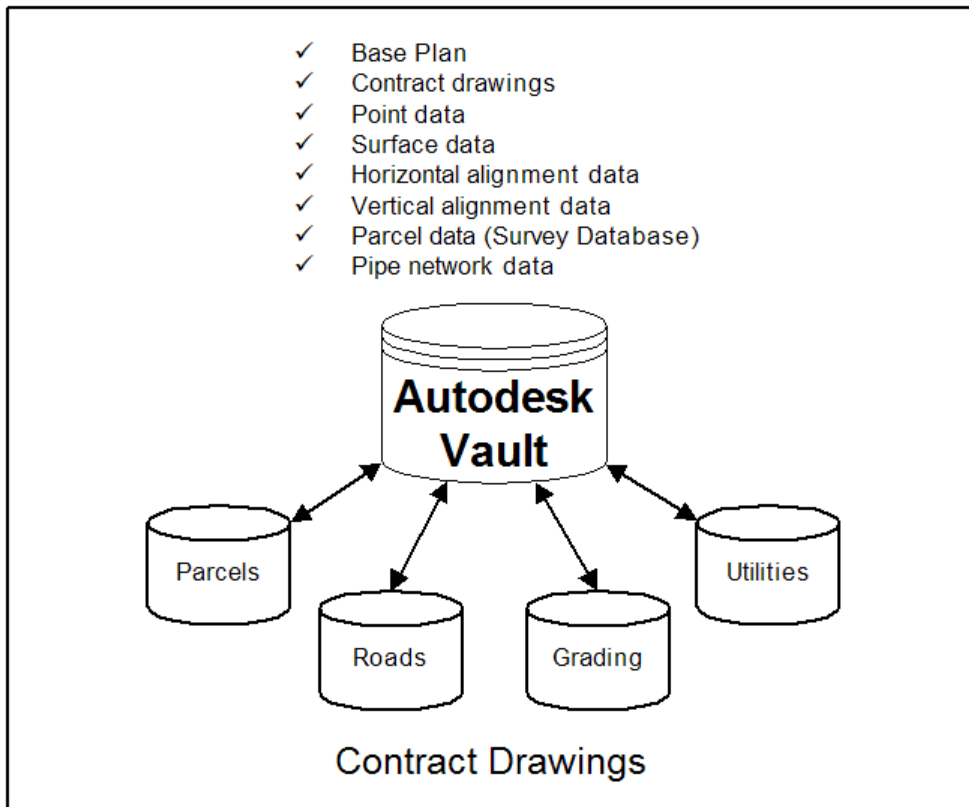 ✓ Base Plan
✓ Contract drawings
✓ Point data
✓ Surface data
✓ Horizontal alignment data
✓ Vertical alignment data
✓ Parcel data (Survey Database)
✓ Pipe network data
Autodesk
Vault
Parcels
Utilities
Roads
Grading
Contract Drawings